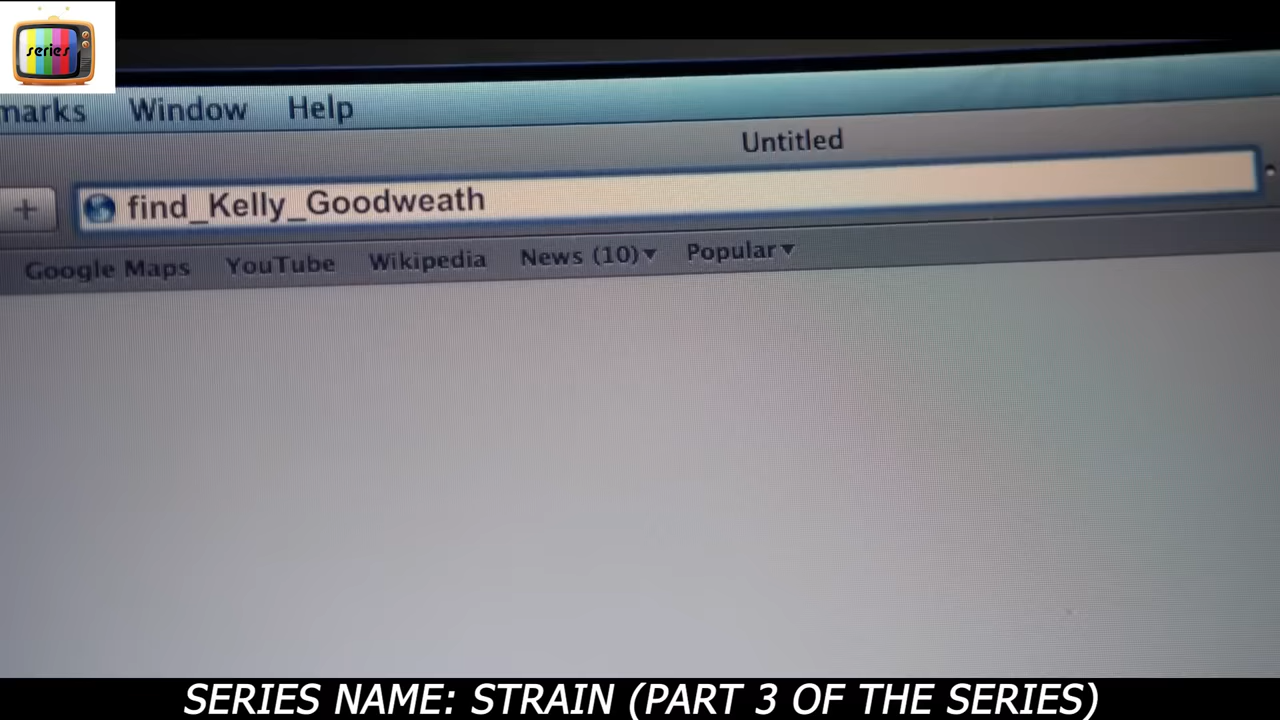 series
marks Window Help
Untitled
+ find_Kelly_Goodweath
Google Maps YouTube Wikipedia News (10)▾ Popular▾
SERIES NAME: STRAIN (PART 3 OF THE SERIES)